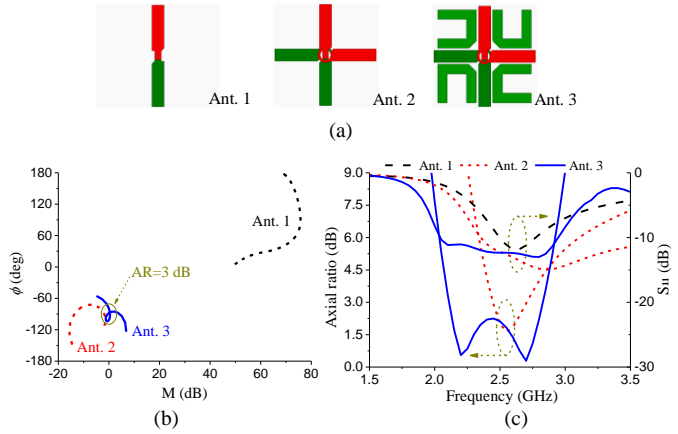 Ant. 1
Ant. 2
Ant. 3
(a)
180
120
60
0
-60
-120
-180
ϕ (deg)
Ant. 1
AR=3 dB
Ant. 3
Ant. 2
-20 0 20 40 60 80
M (dB)
(b)
Ant. 1 Ant. 2 Ant. 3
9.0
7.5
6.0
4.5
3.0
1.5
0.0
Axial ratio (dB)
0
-10
-20
-30
S11 (dB)
1.5 2.0 2.5 3.0 3.5
Frequency (GHz)
(c)